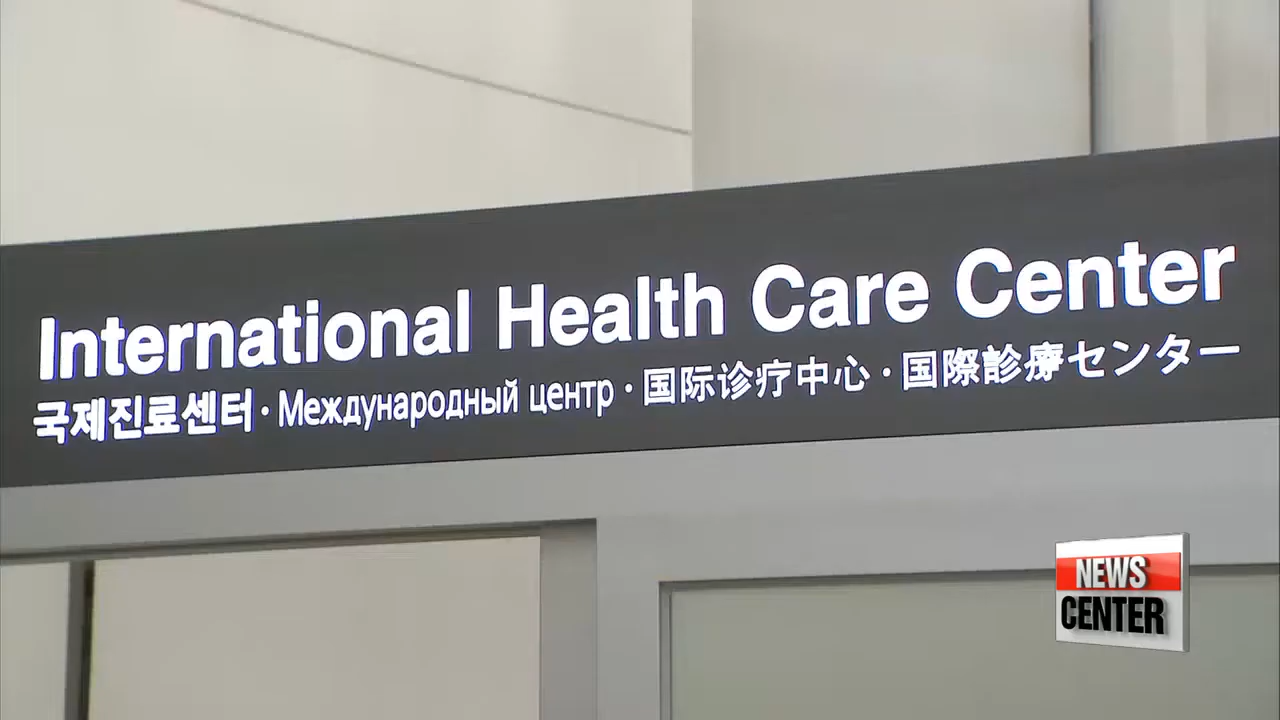 International Health Care Center
국제진료센터 · Международный центр · 国际诊疗中心 · 国際診療センター
NEWS
CENTER